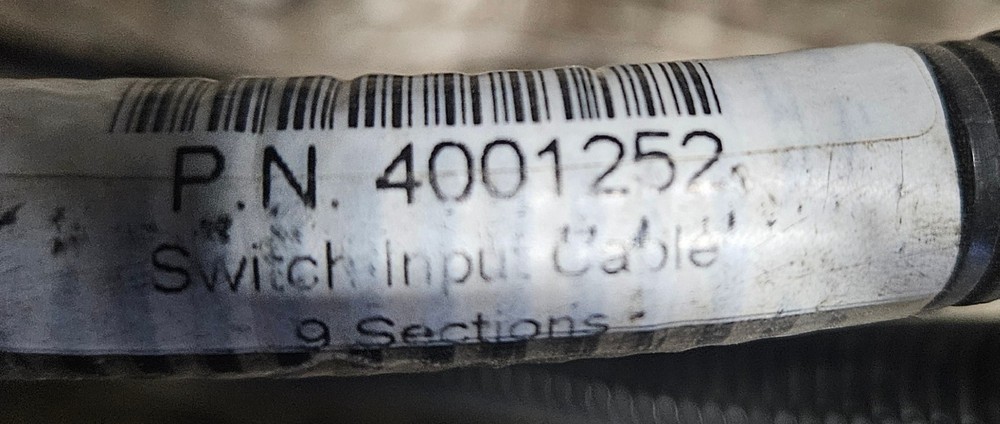 P.N. 4001252
Switch Input Cable
9 Sections